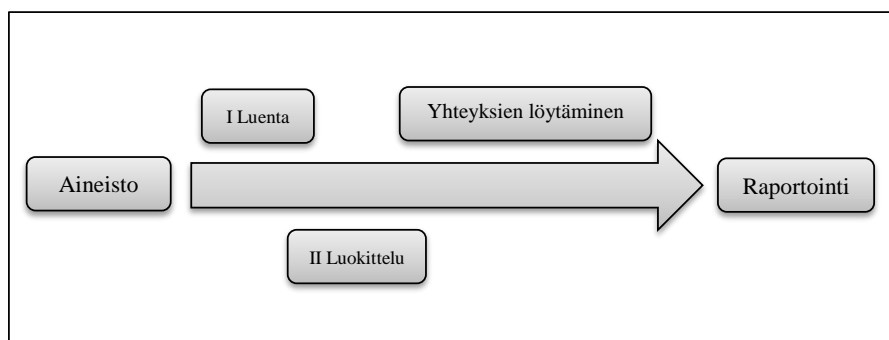 Aineisto
I Luenta
II Luokittelu
Yhteyksien löytäminen
Raportointi